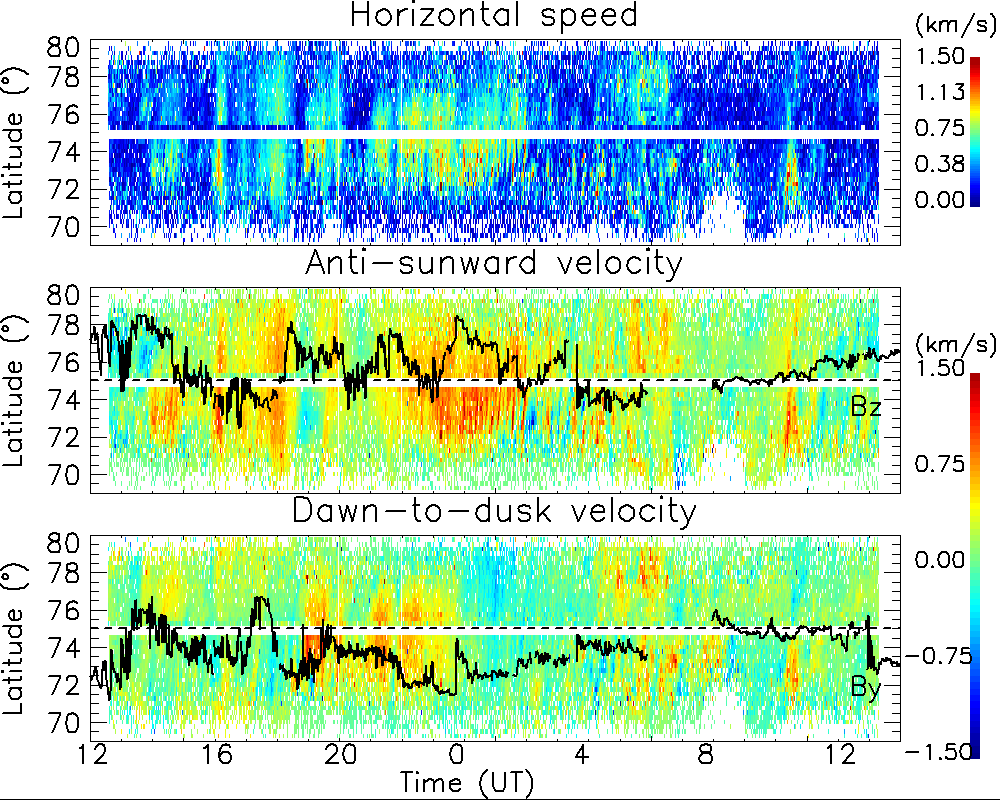 Horizontal speed
(km/s)
Latitude (°)
80
78
76
74
72
70
1.50
1.13
0.75
0.38
0.00
Anti-sunward velocity
(km/s)
Latitude (°)
80
78
76
74
72
70
Bz
1.50
0.75
0.00
-0.75
-1.50
Dawn-to-dusk velocity
Latitude (°)
80
78
76
74
72
70
By
12 16 20 0 4 8 12
Time (UT)